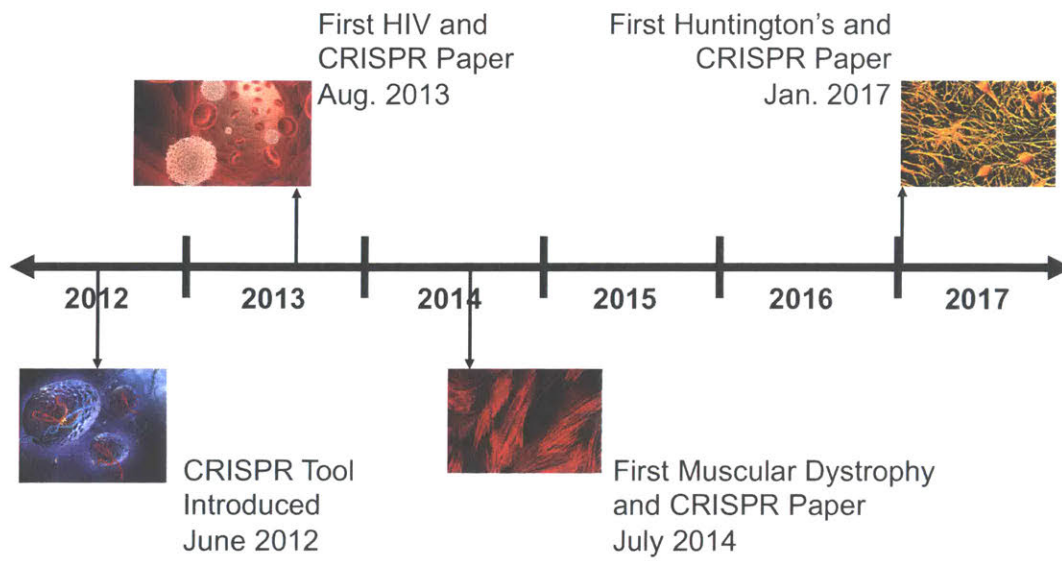 First HIV and
CRISPR Paper
Aug. 2013
First Huntington's and
CRISPR Paper
Jan. 2017
2012
2013
2014
2015
2016
2017
CRISPR Tool
Introduced
June 2012
First Muscular Dystrophy
and CRISPR Paper
July 2014